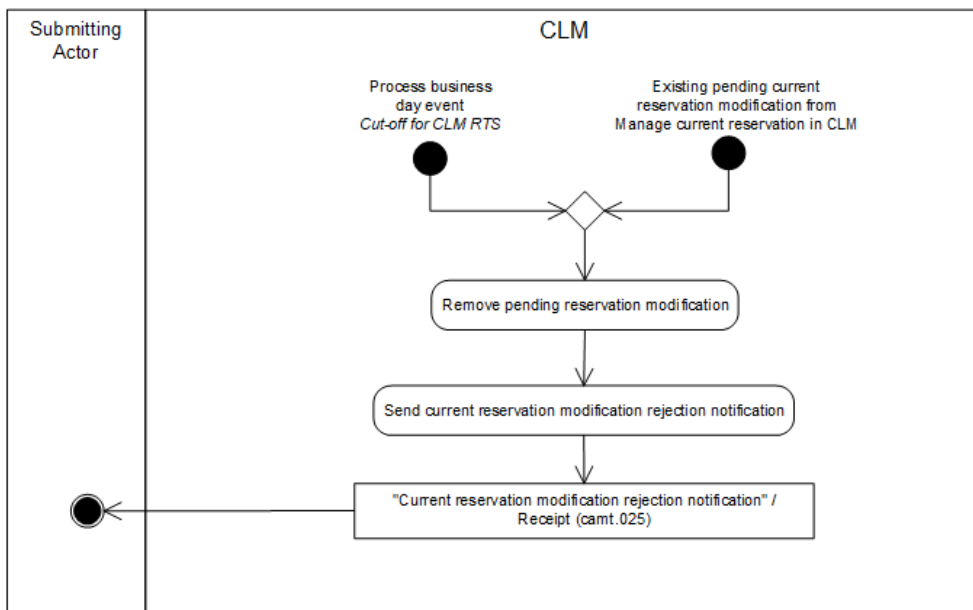 Submitting
Actor
CLM
Process business
day event
Cut-off for CLM RTS
Existing pending current
reservation modification from
Manage current reservation in CLM
Remove pending reservation modification
Send current reservation modification rejection notification
"Current reservation modification rejection notification" /
Receipt (camt.025)